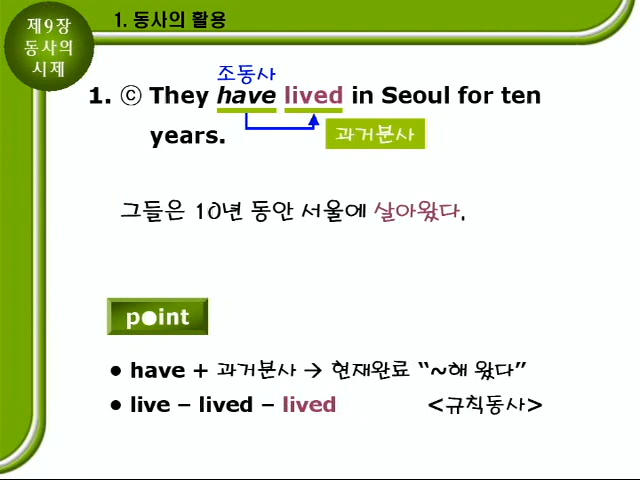 제9장
동사의
시제
1. 동사의 활용
조동사
1. ⓒ They have lived in Seoul for ten
years.
과거분사
그들은 10년 동안 서울에 살아왔다.
point
• have + 과거분사 → 현재완료 “~해 왔다”
• live – lived – lived <규칙동사>